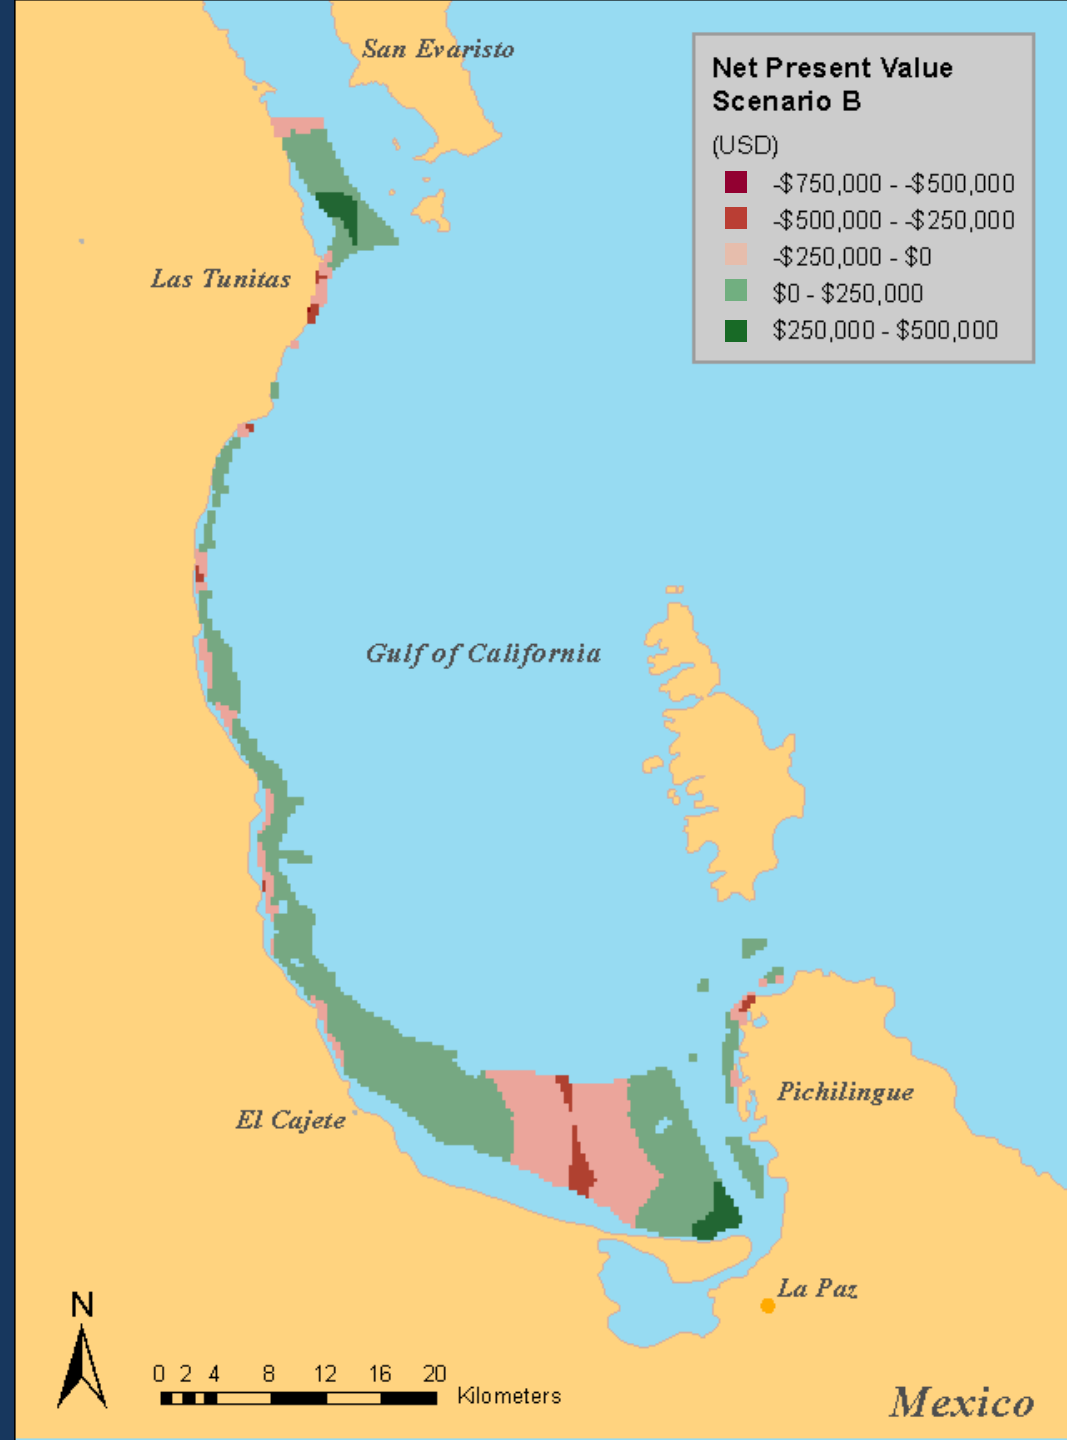 San Evaristo
Net Present Value
Scenario B
(USD)
-$750,000 - -$500,000
-$500,000 - -$250,000
-$250,000 - $0
$0 - $250,000
$250,000 - $500,000
Las Tunitas
Gulf of California
Pichilingue
El Cajete
La Paz
N
0 2 4 8 12 16 20
Kilometers
Mexico